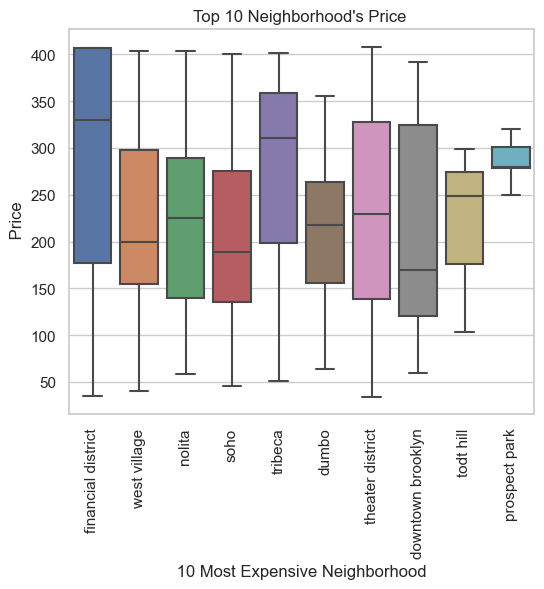 Top 10 Neighborhood's Price
400
350
300
250
200
150
100
50
Price
financial district
west village
nolita
soho
tribeca
dumbo
theater district
downtown brooklyn
todt hill
prospect park
10 Most Expensive Neighborhood